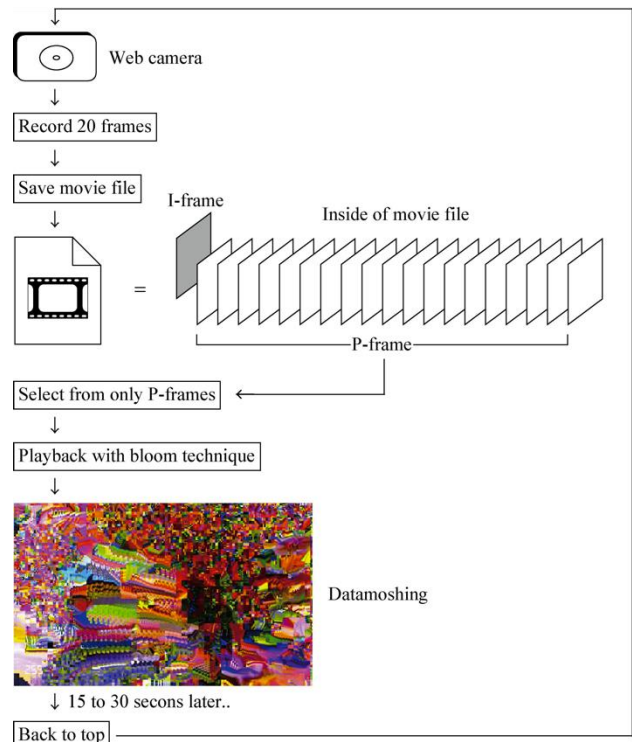 Web camera
Record 20 frames
Save movie file
I-frame
Inside of movie file
=
P-frame
Select from only P-frames
Playback with bloom technique
Datamoshing
15 to 30 secons later..
Back to top